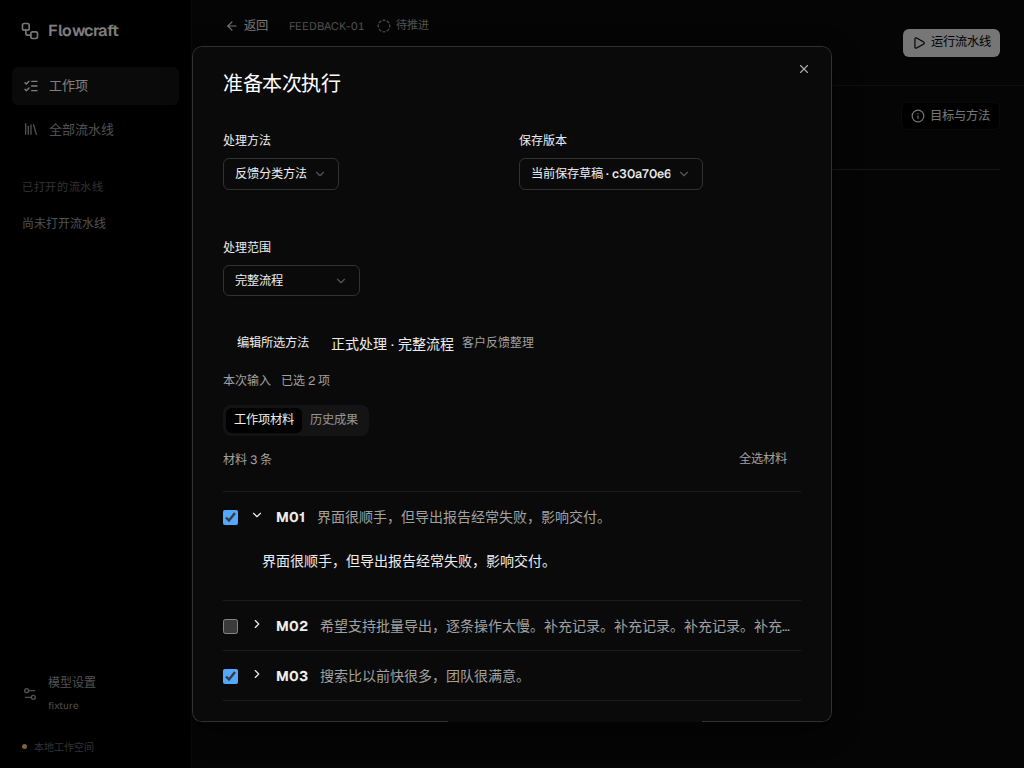 Flowcraft
工作项
全部流水线
已打开的流水线
尚未打开流水线
模型设置
fixture
本地工作空间
返回 FEEDBACK-01 待推进
运行流水线
目标与方法
准备本次执行
处理方法 保存版本
反馈分类方法 当前保存草稿 · c30a70e6
处理范围
完整流程
编辑所选方法 正式处理 · 完整流程 客户反馈整理
本次输入 已选 2 项
工作项材料 历史成果
材料 3 条 全选材料
M01 界面很顺手，但导出报告经常失败，影响交付。
界面很顺手，但导出报告经常失败，影响交付。
M02 希望支持批量导出，逐条操作太慢。补充记录。补充记录。补充记录。补充…
M03 搜索比以前快很多，团队很满意。